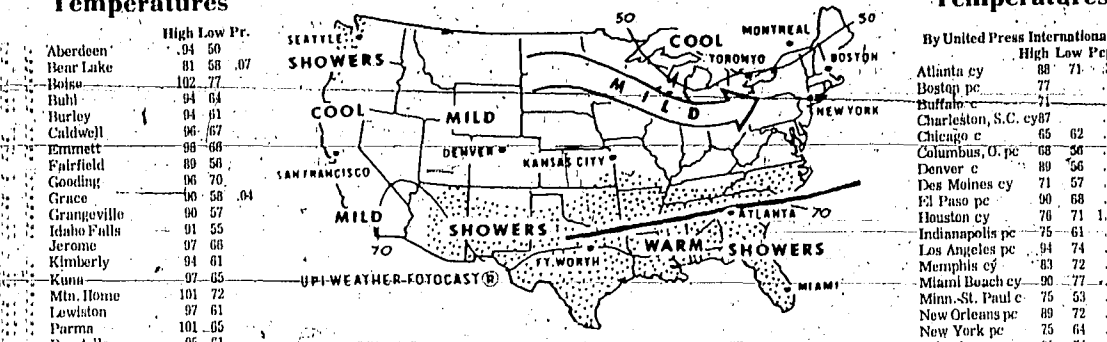 Temperatures
High Low Pr.
Aberdeen 94 50
Bear Lake 81 58 .07
Boise 102 77
Buhl 94 64
Burley 94 61
Caldwell 96 67
Emmett 98 68
Fairfield 89 56
Gooding 96 70
Grace 90 58 .04
Grangeville 90 57
Idaho Falls 91 55
Jerome 97 66
Kimberly 94 61
Kuna 97 65
Mtn. Home 101 72
Lewiston 97 61
Parma 101 65
50
COOL
MONTREAL
50
SEATTLE
SHOWERS
TORONTO
BOSTON
COOL
MILD
MILD
NEW YORK
DENVER
KANSAS CITY
SAN FRANCISCO
MILD
70
SHOWERS
ATLANTA 70
WARM
SHOWERS
FT. WORTH
MIAMI
UPI WEATHER FOTOCAST ®
Temperatures
By United Press Internationa
High Low Pc
Atlanta cy 88 71
Boston pc 77
Buffalo c 71
Charleston, S.C. cy 87
Chicago c 65 62
Columbus, O. pc 68 56
Denver c 89 56
Des Moines cy 71 57
El Paso pc 90 68
Houston cy 76 71 1.
Indianapolis pc 75 61
Los Angeles pc 94 74
Memphis cy 83 72
Miami Beach cy 90 77
Minn.-St. Paul c 75 53
New Orleans pc 89 72
New York pc 75 64